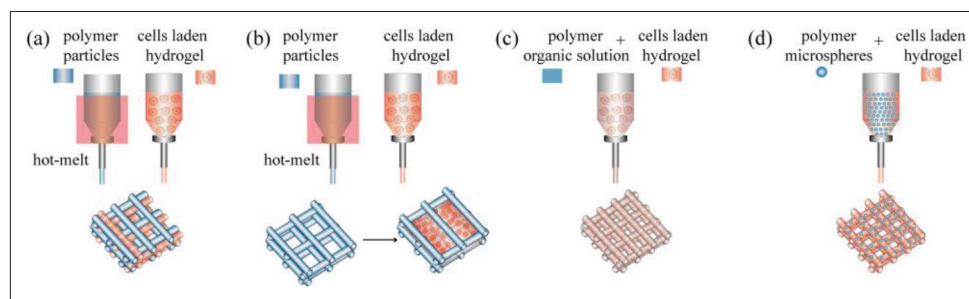 (a)
polymer
particles
cells laden
hydrogel
hot-melt
(b)
polymer
particles
cells laden
hydrogel
hot-melt
(c)
polymer + cells laden
organic solution hydrogel
(d)
polymer + cells laden
microspheres hydrogel